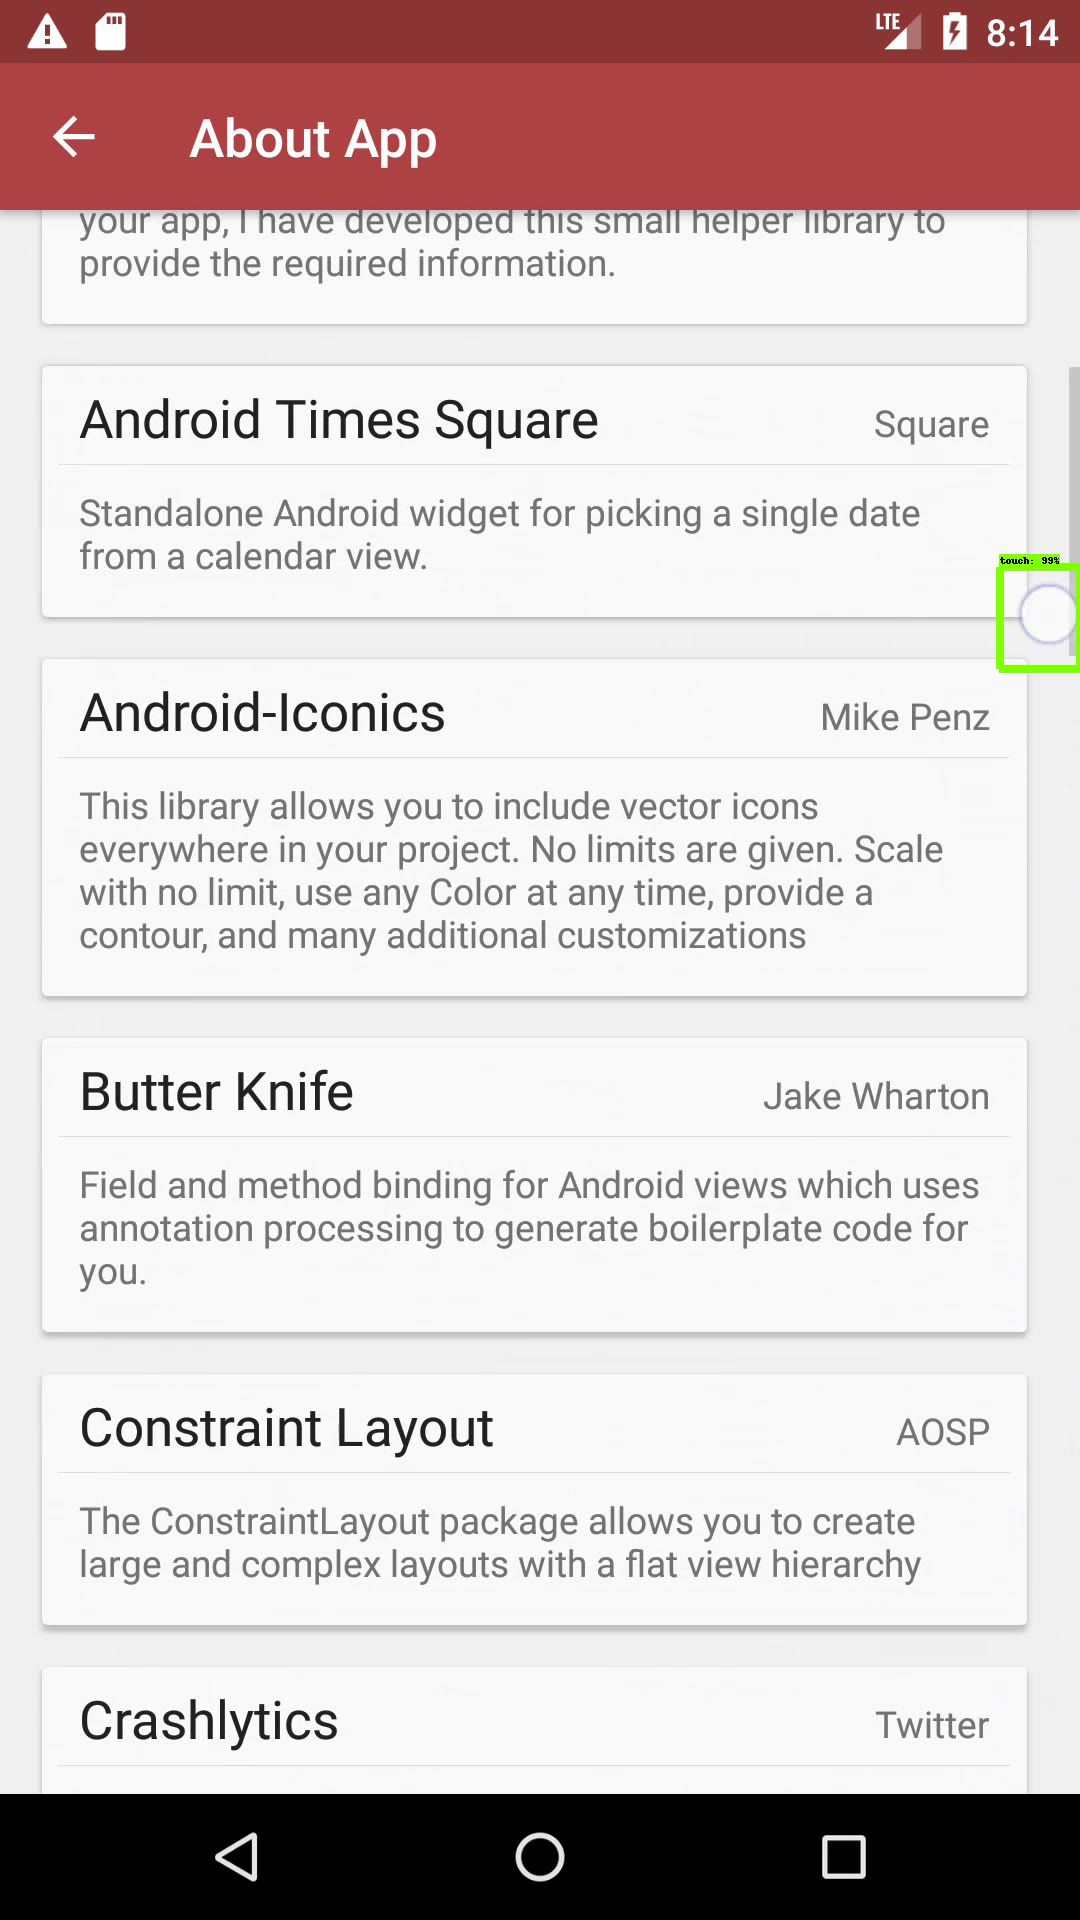 LTE 8:14
About App
your app, I have developed this small helper library to
provide the required information.
Android Times Square Square
Standalone Android widget for picking a single date
from a calendar view.
touch: 99%
Android-Iconics Mike Penz
This library allows you to include vector icons
everywhere in your project. No limits are given. Scale
with no limit, use any Color at any time, provide a
contour, and many additional customizations
Butter Knife Jake Wharton
Field and method binding for Android views which uses
annotation processing to generate boilerplate code for
you.
Constraint Layout AOSP
The ConstraintLayout package allows you to create
large and complex layouts with a flat view hierarchy
Crashlytics Twitter